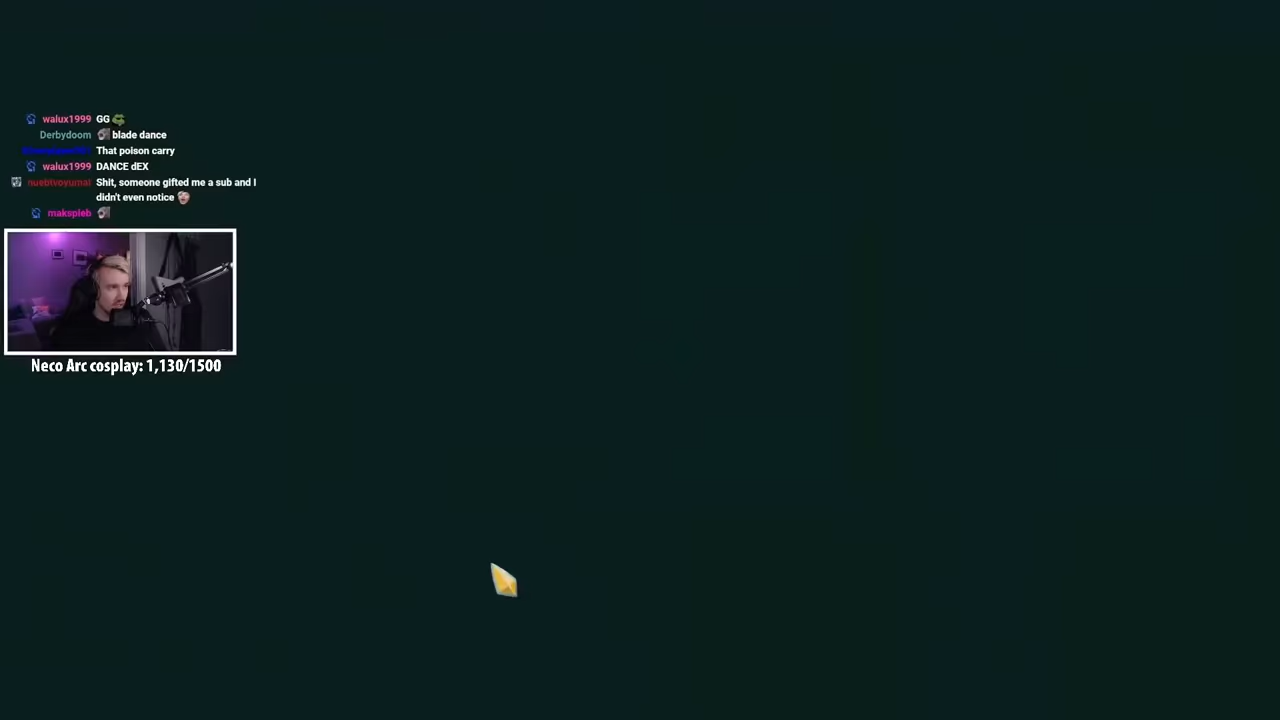 walux1999 GG
Derbydoom blade dance
That poison carry
walux1999 DANCE dEX
Shit, someone gifted me a sub and I
didn't even notice
makspleb
Neco Arc cosplay: 1,130/1500